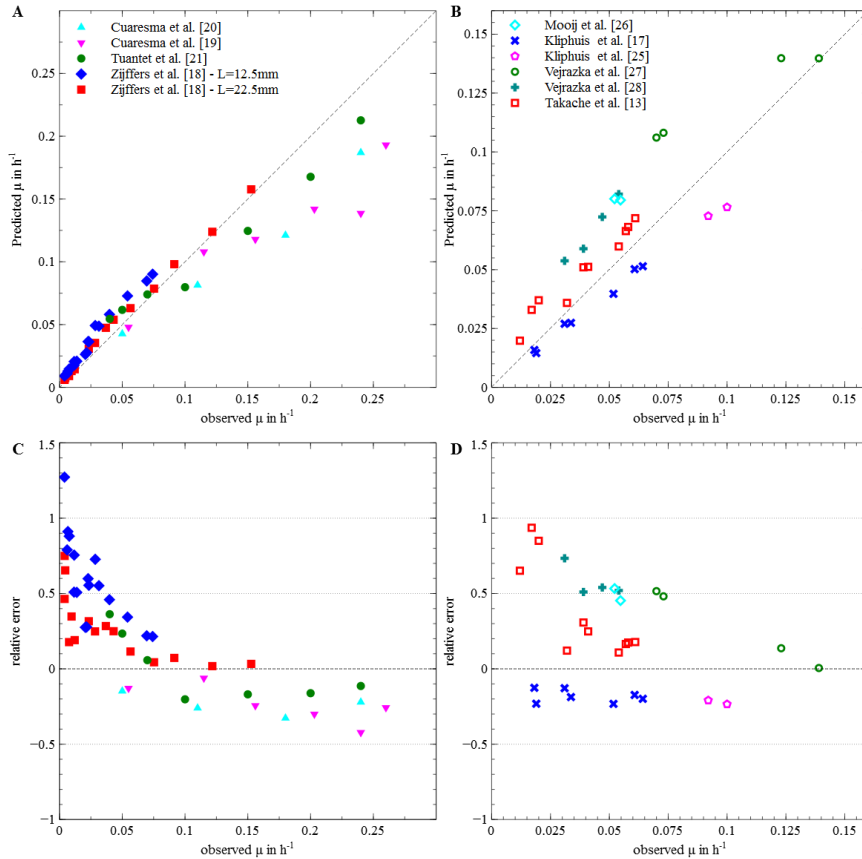 A
Cuaresma et al. [20]
Cuaresma et al. [19]
Tuantet et al. [21]
Zijffers et al. [18] - L=12.5mm
Zijffers et al. [18] - L=22.5mm
Predicted μ in h-1
0.25
0.2
0.15
0.1
0.05
0
0 0.05 0.1 0.15 0.2 0.25
observed μ in h-1
B
Mooij et al. [26]
Kliphuis et al. [17]
Kliphuis et al. [25]
Vejrazka et al. [27]
Vejrazka et al. [28]
Takache et al. [13]
Predicted μ in h-1
0.15
0.125
0.1
0.075
0.05
0.025
0
0 0.025 0.05 0.075 0.1 0.125 0.15
observed μ in h-1
C
relative error
1.5
1
0.5
0
−0.5
−1
0 0.05 0.1 0.15 0.2 0.25
observed μ in h-1
D
relative error
1.5
1
0.5
0
−0.5
−1
0 0.025 0.05 0.075 0.1 0.125 0.15
observed μ in h-1